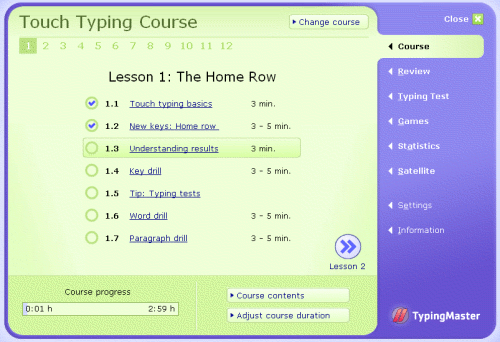 Touch Typing Course
Change course
Close
1 2 3 4 5 6 7 8 9 10 11 12
Lesson 1: The Home Row
1.1 Touch typing basics 3 min.
1.2 New keys: Home row 3 - 5 min.
1.3 Understanding results 3 min.
1.4 Key drill 3 - 5 min.
1.5 Tip: Typing tests
1.6 Word drill 3 - 5 min.
1.7 Paragraph drill 3 - 5 min.
Lesson 2
Course progress
0:01 h 2:59 h
Course contents
Adjust course duration
Course
Review
Typing Test
Games
Statistics
Satellite
Settings
Information
TypingMaster